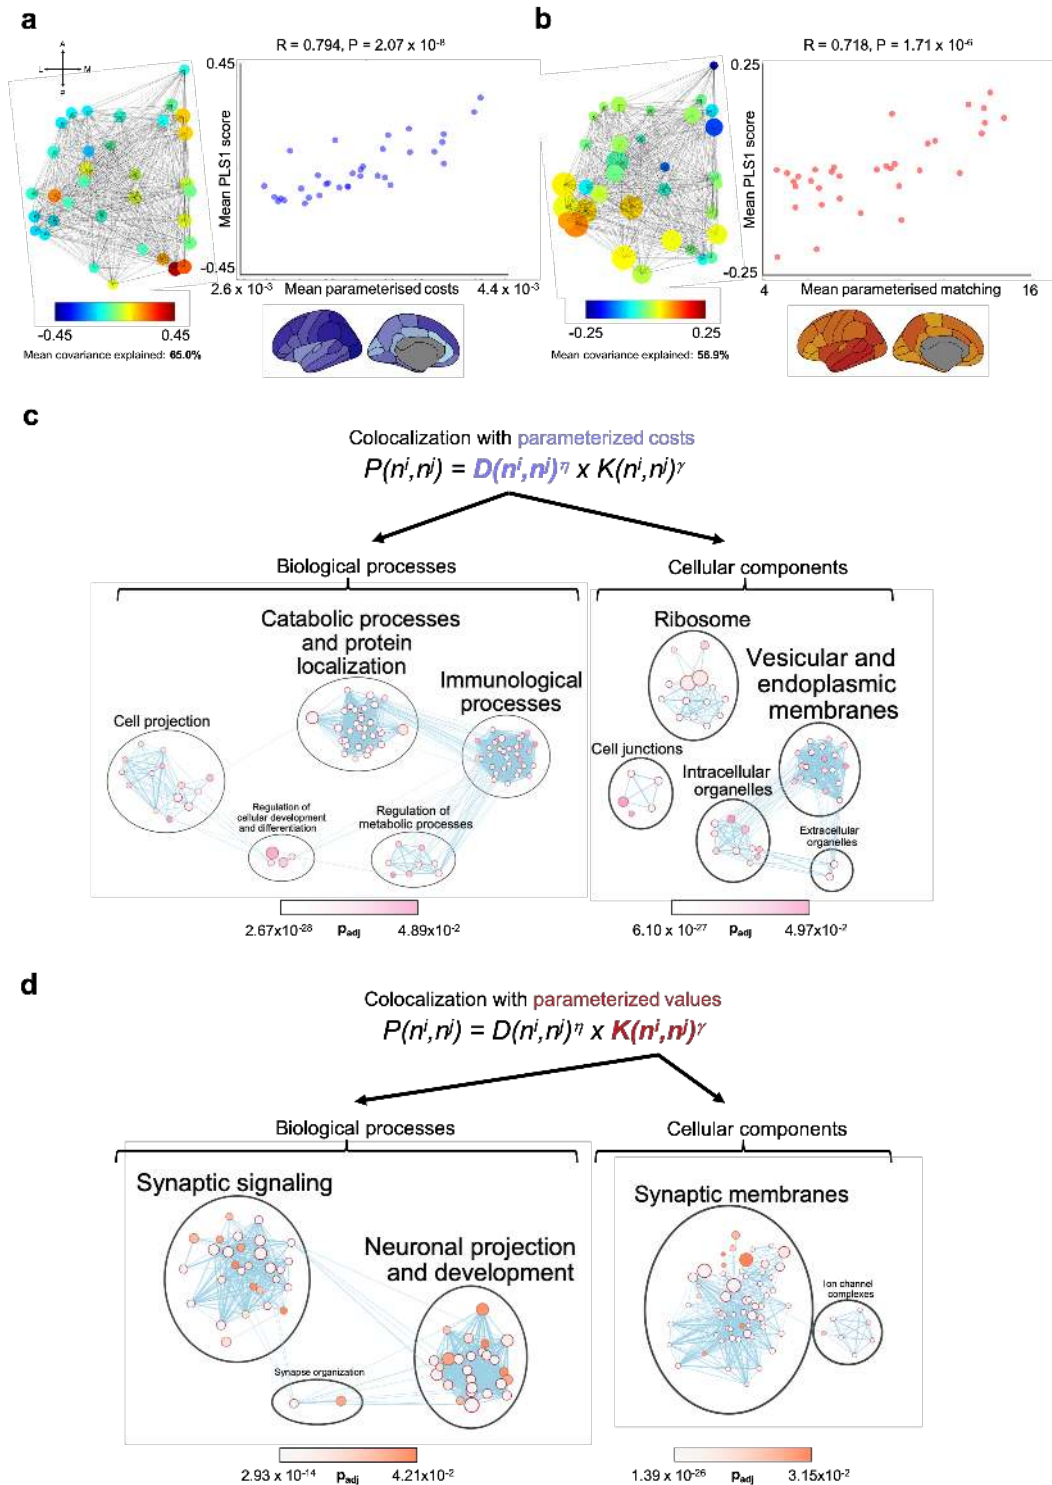 a
R = 0.794, P = 2.07 x 10-8
A
L
M
P
0.45
Mean PLS1 score
-0.45
2.6 x 10-3
Mean parameterised costs
4.4 x 10-3
-0.45
0.45
Mean covariance explained: 65.0%
b
R = 0.718, P = 1.71 x 10-6
0.25
Mean PLS1 score
-0.25
4
Mean parameterised matching
16
-0.25
0.25
Mean covariance explained: 56.9%
c
Colocalization with parameterized costs
P(ni,nj) = D(ni,nj)η x K(ni,nj)γ
Biological processes
Cellular components
Catabolic processes
and protein
localization
Immunological
processes
Cell projection
Regulation of
cellular development
and differentiation
Regulation of
metabolic processes
Ribosome
Vesicular and
endoplasmic
membranes
Cell junctions
Intracellular
organelles
Extracellular
organelles
2.67x10-28
padj
4.89x10-2
6.10 x 10-27
padj
4.97x10-2
d
Colocalization with parameterized values
P(ni,nj) = D(ni,nj)η x K(ni,nj)γ
Biological processes
Cellular components
Synaptic signaling
Neuronal projection
and development
Synapse organization
Synaptic membranes
Ion channel
complexes
2.93 x 10-14
padj
4.21x10-2
1.39 x 10-26
padj
3.15x10-2